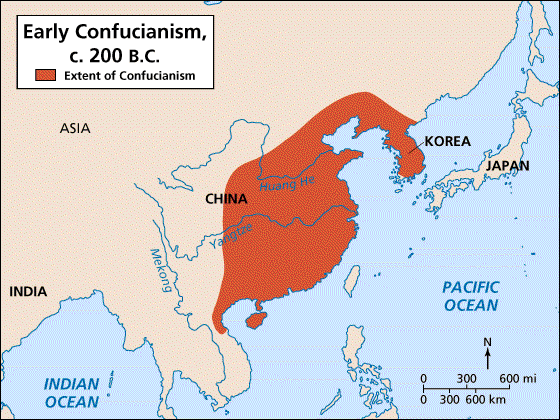 Early Confucianism,
c. 200 B.C.
Extent of Confucianism
ASIA
KOREA
JAPAN
Huang He
CHINA
Yangtze
Mekong
INDIA
PACIFIC
OCEAN
INDIAN
OCEAN
N
0 300 600 mi
0 300 600 km